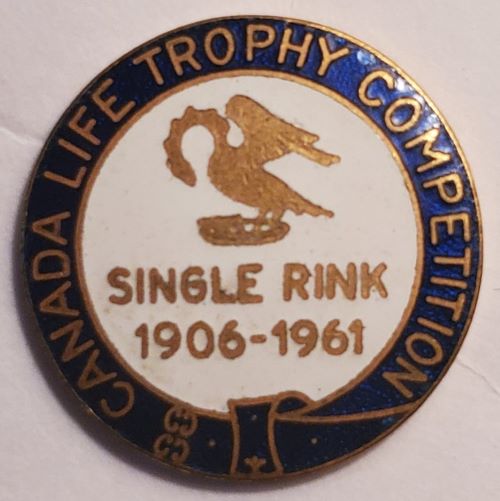 CANADA LIFE TROPHY COMPETITION
SINGLE RINK
1906-1961